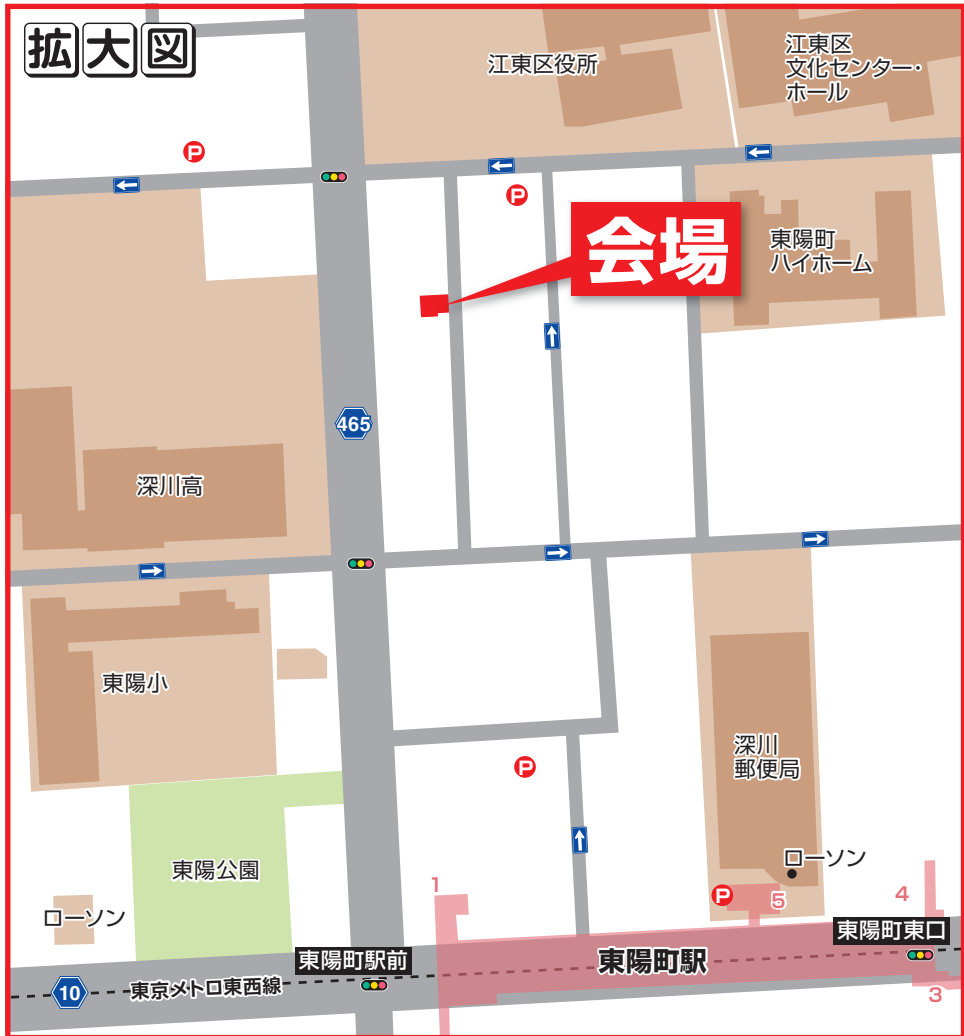 拡大図
江東区役所
江東区
文化センター・
ホール
P
P
会場
東陽町
ハイホーム
465
深川高
東陽小
深川
郵便局
P
東陽公園
ローソン
1
P
5
4
ローソン
東陽町駅前
東陽町駅
東陽町東口
10
東京メトロ東西線
3